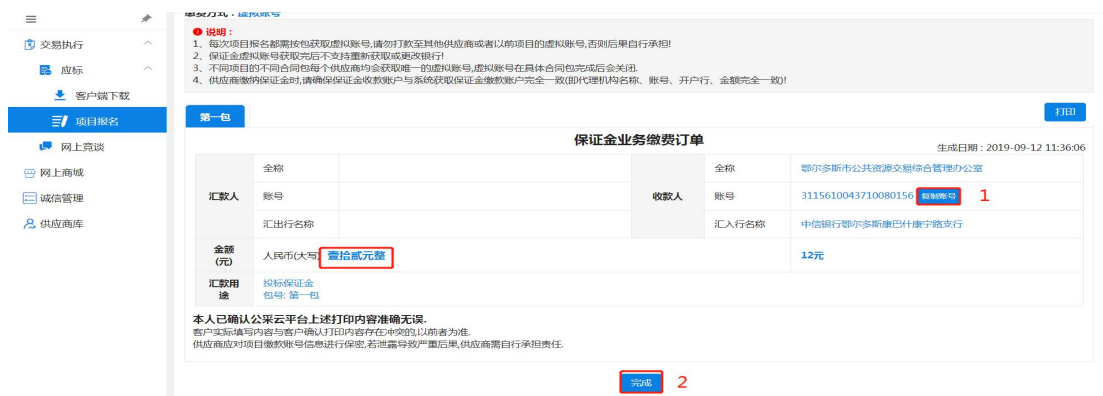 缴费方式：虚拟账号
说明：
1、每次项目报名都需按包获取虚拟账号,请勿打款至其他供应商或者以前项目的虚拟账号,否则后果自行承担!
2、保证金虚拟账号获取完后不支持重新获取或更改银行!
3、不同项目的不同合同包每个供应商均会获取唯一的虚拟账号,虚拟账号在具体合同包完成后会关闭.
4、供应商缴纳保证金时,请确保保证金收款账户与系统获取保证金缴款账户完全一致(即代理机构名称、账号、开户行、金额完全一致)!
交易执行
应标
客户端下载
项目报名
网上竞谈
网上商城
诚信管理
供应商库
第一包
打印
保证金业务缴费订单
生成日期：2019-09-12 11:36:06
汇款人
全称
收款人
全称
鄂尔多斯市公共资源交易综合管理办公室
账号
账号
3115610043710080156
复制账号
1
汇出行名称
汇入行名称
中信银行鄂尔多斯康巴什康宁路支行
金额
(元)
人民币(大写)
壹拾贰元整
12元
汇款用
途
投标保证金
包号: 第一包
本人已确认公采云平台上述打印内容准确无误.
客户实际填写内容与客户确认打印内容存在冲突的,以前者为准.
供应商应对项目缴款账号信息进行保密,若泄露导致严重后果,供应商需自行承担责任.
完成
2